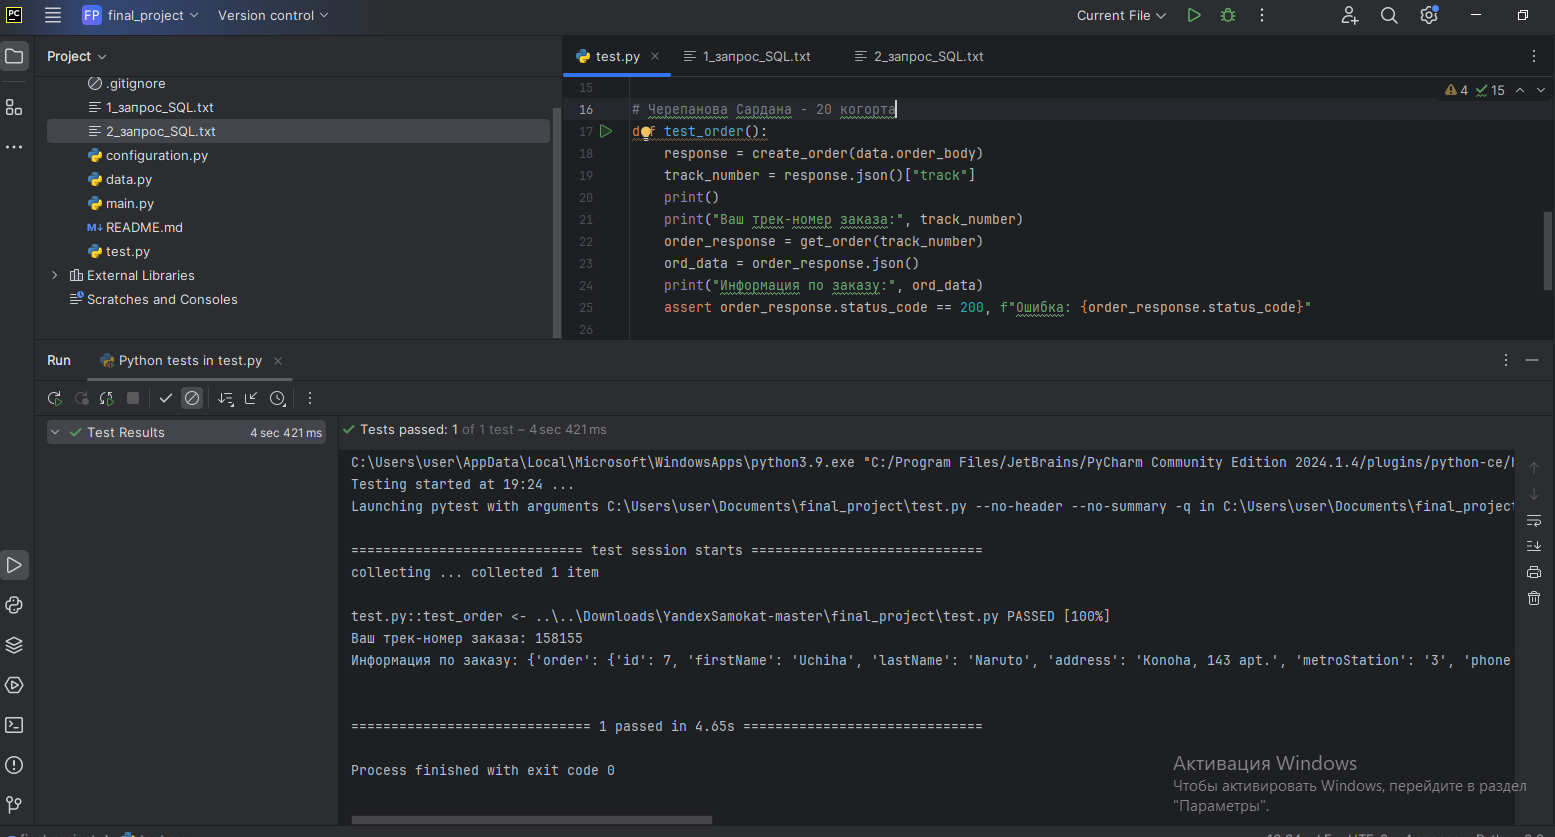 PC
FP final_project
Version control
Current File
Project
.gitignore
1_запрос_SQL.txt
2_запрос_SQL.txt
configuration.py
data.py
main.py
README.md
test.py
External Libraries
Scratches and Consoles
test.py
1_запрос_SQL.txt
2_запрос_SQL.txt
4 15
15
16 # Черепанова Сардана - 20 когорта
17 def test_order():
18 response = create_order(data.order_body)
19 track_number = response.json()["track"]
20 print()
21 print("Ваш трек-номер заказа:", track_number)
22 order_response = get_order(track_number)
23 ord_data = order_response.json()
24 print("Информация по заказу:", ord_data)
25 assert order_response.status_code == 200, f"Ошибка: {order_response.status_code}"
26
Run
Python tests in test.py
Test Results 4 sec 421 ms
Tests passed: 1 of 1 test – 4 sec 421 ms
C:\Users\user\AppData\Local\Microsoft\WindowsApps\python3.9.exe "C:/Program Files/JetBrains/PyCharm Community Edition 2024.1.4/plugins/python-ce/h
Testing started at 19:24 ...
Launching pytest with arguments C:\Users\user\Documents\final_project\test.py --no-header --no-summary -q in C:\Users\user\Documents\final_project
============================= test session starts =============================
collecting ... collected 1 item
test.py::test_order <- ..\..\Downloads\YandexSamokat-master\final_project\test.py PASSED [100%]
Ваш трек-номер заказа: 158155
Информация по заказу: {'order': {'id': 7, 'firstName': 'Uchiha', 'lastName': 'Naruto', 'address': 'Konoha, 143 apt.', 'metroStation': '3', 'phone
============================== 1 passed in 4.65s ==============================
Process finished with exit code 0
Активация Windows
Чтобы активировать Windows, перейдите в раздел
"Параметры".